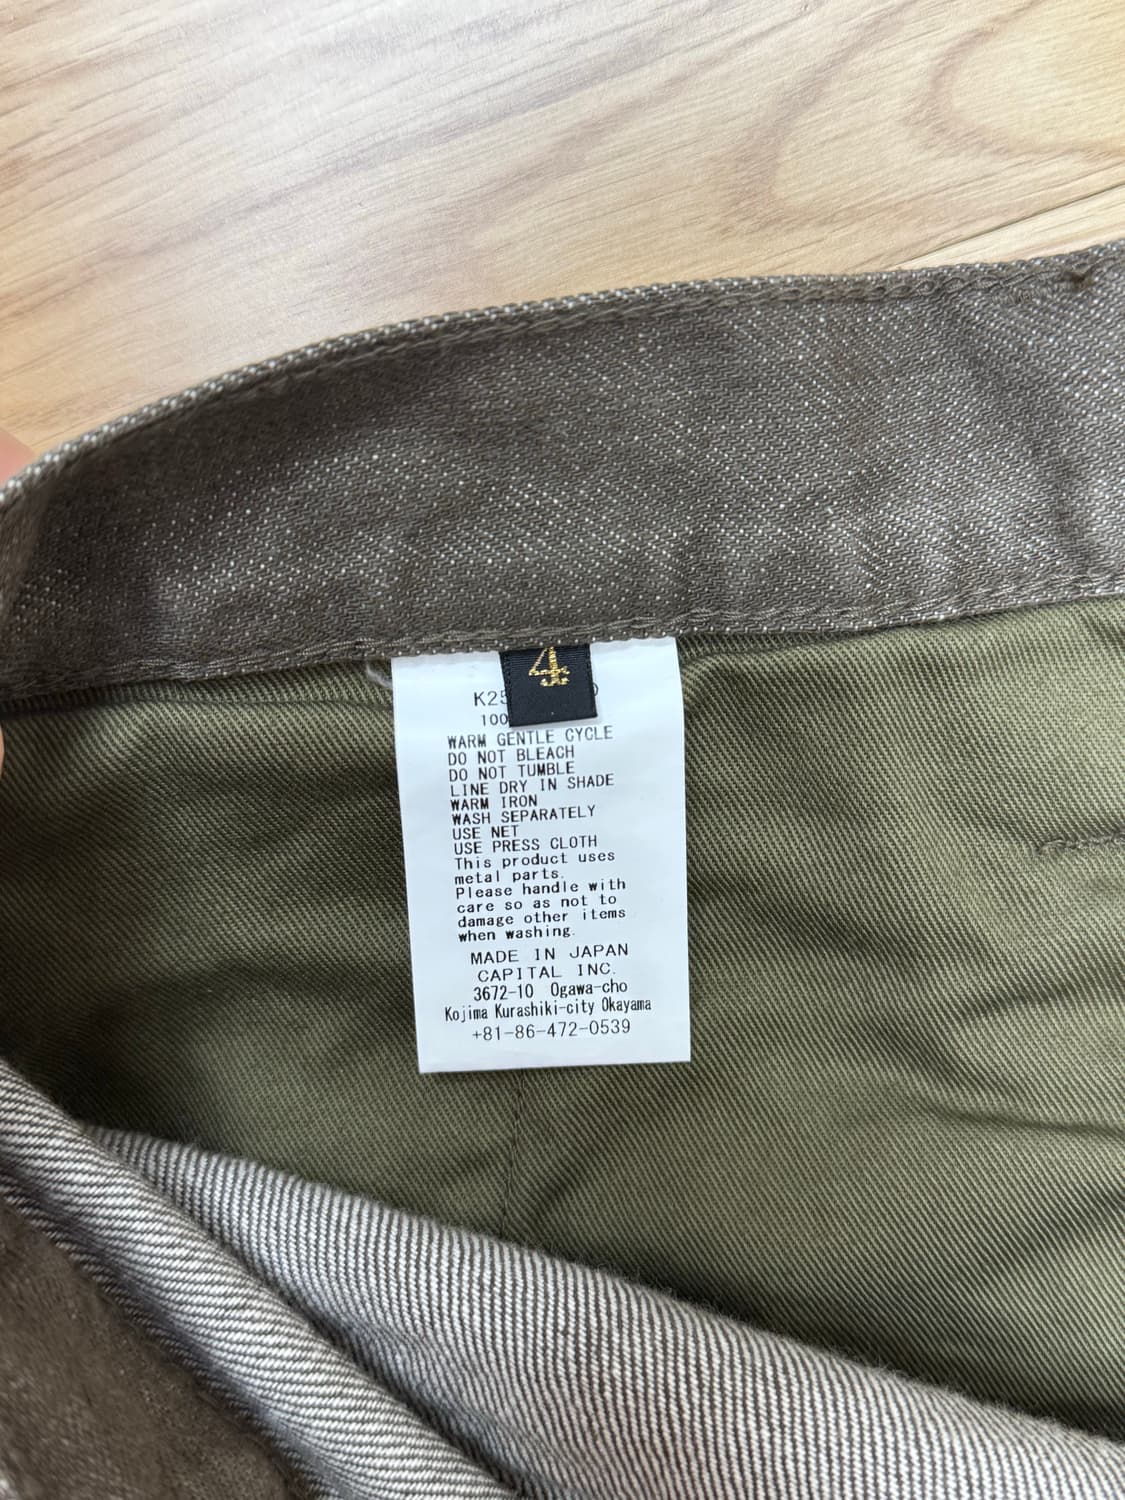 4
WARM GENTLE CYCLE
DO NOT BLEACH
DO NOT TUMBLE
LINE DRY IN SHADE
WARM IRON
WASH SEPARATELY
USE NET
USE PRESS CLOTH
This product uses
metal parts.
Please handle with
care so as not to
damage other items
when washing.
MADE IN JAPAN
CAPITAL INC.
3672-10 Ogawa-cho
Kojima Kurashiki-city Okayama
+81-86-472-0539